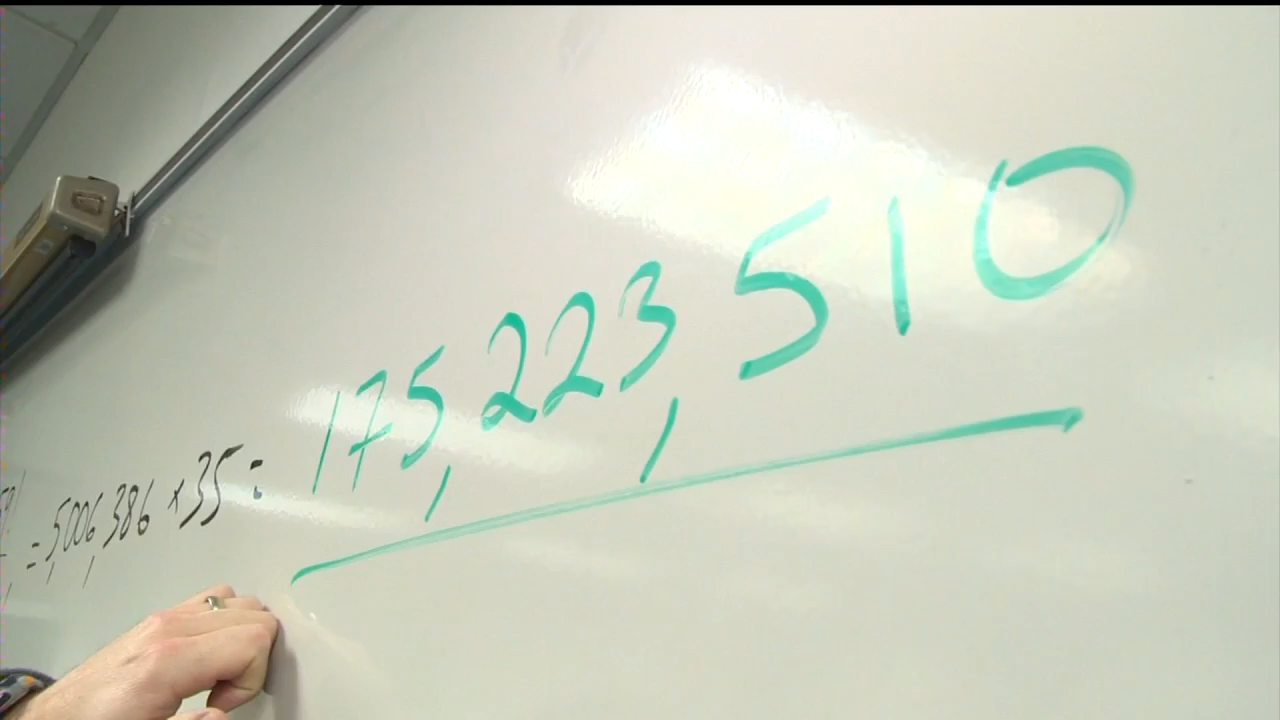 = 5,006,386 x 35 = 175,223,510